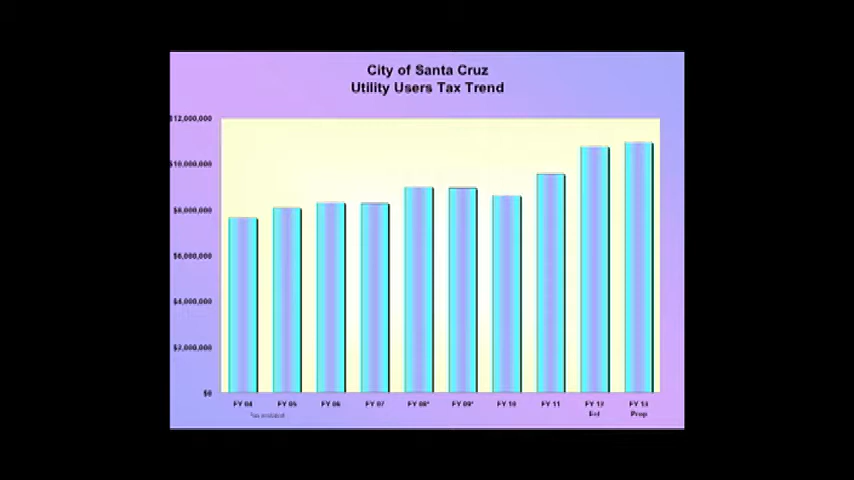 City of Santa Cruz
Utility Users Tax Trend
$12,000,000
$10,000,000
$8,000,000
$6,000,000
$4,000,000
$2,000,000
$0
FY 04 FY 05 FY 06 FY 07 FY 08* FY 09* FY 10 FY 11 FY 12 FY 13
Est Prop